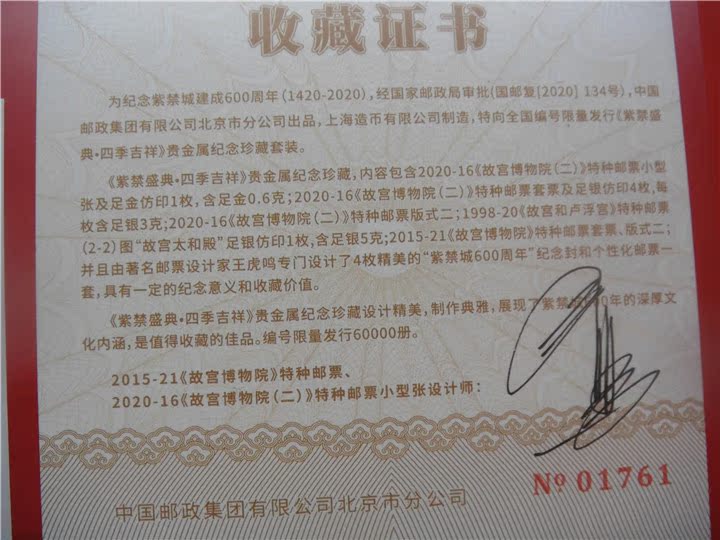 收藏证书
为纪念紫禁城建成600周年(1420-2020),经国家邮政局审批(国邮复[2020] 134号),中国
邮政集团有限公司北京市分公司出品,上海造币有限公司制造,特向全国编号限量发行《紫禁盛
典·四季吉祥》贵金属纪念珍藏套装。
《紫禁盛典·四季吉祥》贵金属纪念珍藏,内容包含2020-16《故宫博物院(二)》特种邮票小型
张及足金仿印1枚,含足金0.6克;2020-16《故宫博物院(二)》特种邮票套票及足银仿印4枚,每
枚含足银3克;2020-16《故宫博物院(二)》特种邮票版式二;1998-20《故宫和卢浮宫》特种邮票
(2-2)图“故宫太和殿”足银仿印1枚,含足银5克;2015-21《故宫博物院》特种邮票套票、版式二;
并且由著名邮票设计家王虎鸣专门设计了4枚精美的“紫禁城600周年”纪念封和个性化邮票一
套,具有一定的纪念意义和收藏价值。
《紫禁盛典·四季吉祥》贵金属纪念珍藏设计精美,制作典雅,展现了紫禁城600年的深厚文
化内涵,是值得收藏的佳品。编号限量发行60000册。
2015-21《故宫博物院》特种邮票、
2020-16《故宫博物院(二)》特种邮票小型张设计师:
№ 01761
中国邮政集团有限公司北京市分公司